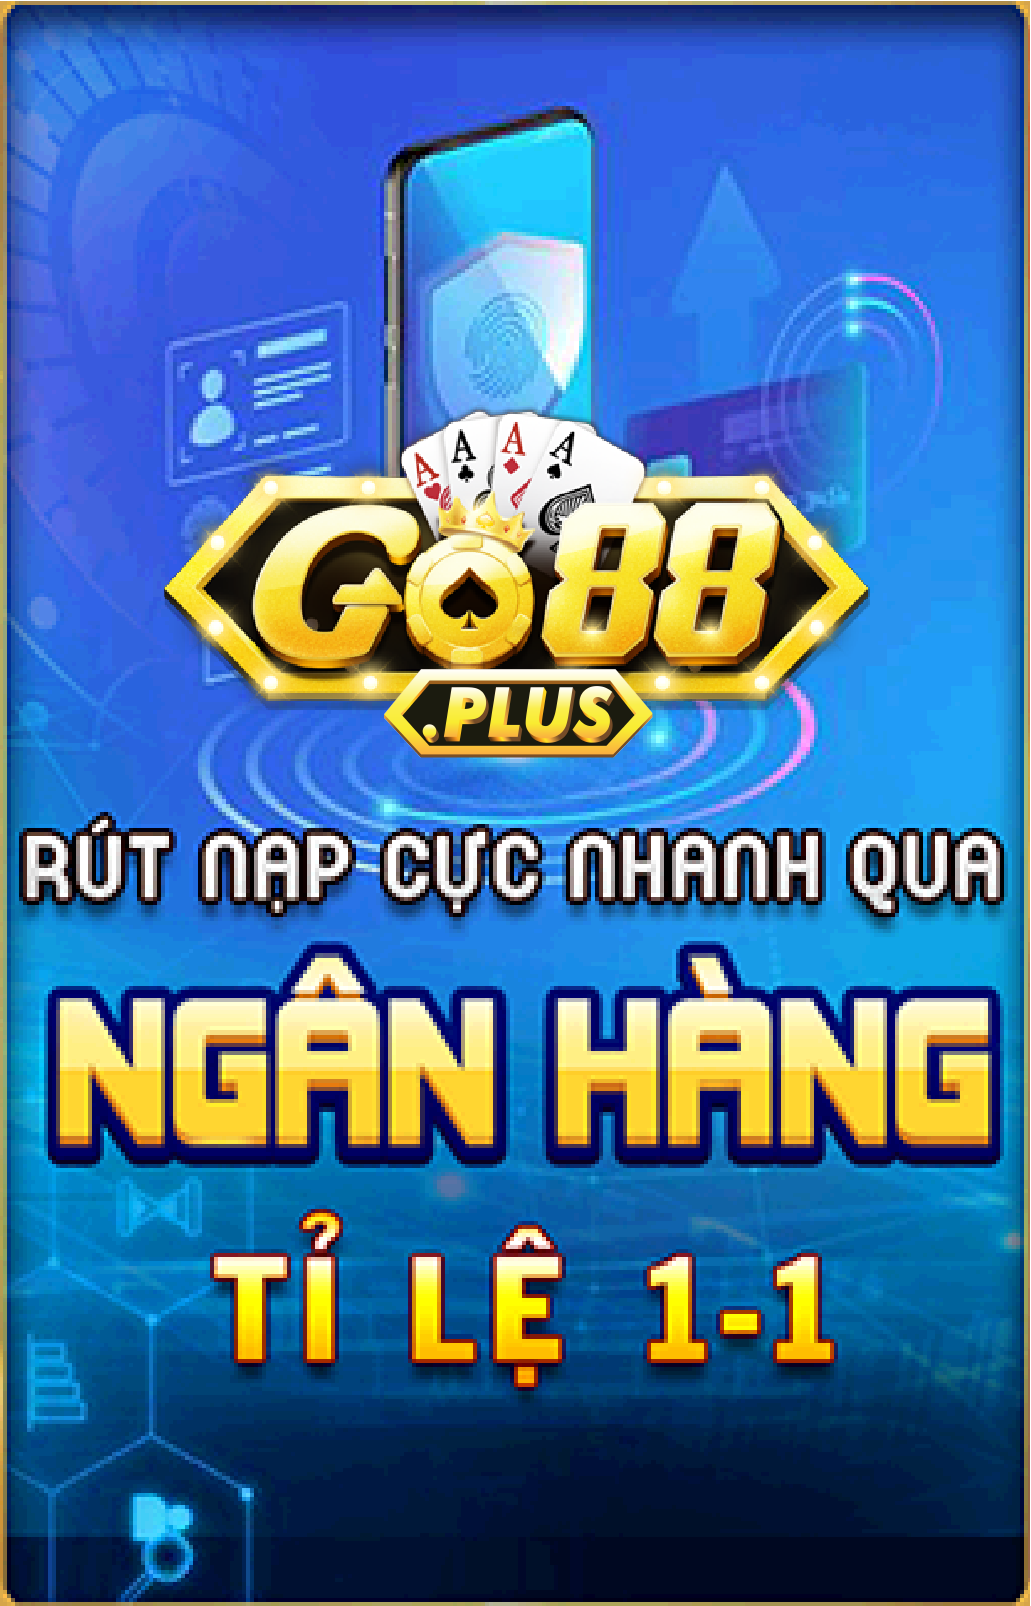 A A A A
GO88
.PLUS
RÚT NẠP CỰC NHANH QUA
NGÂN HÀNG
TỈ LỆ 1-1